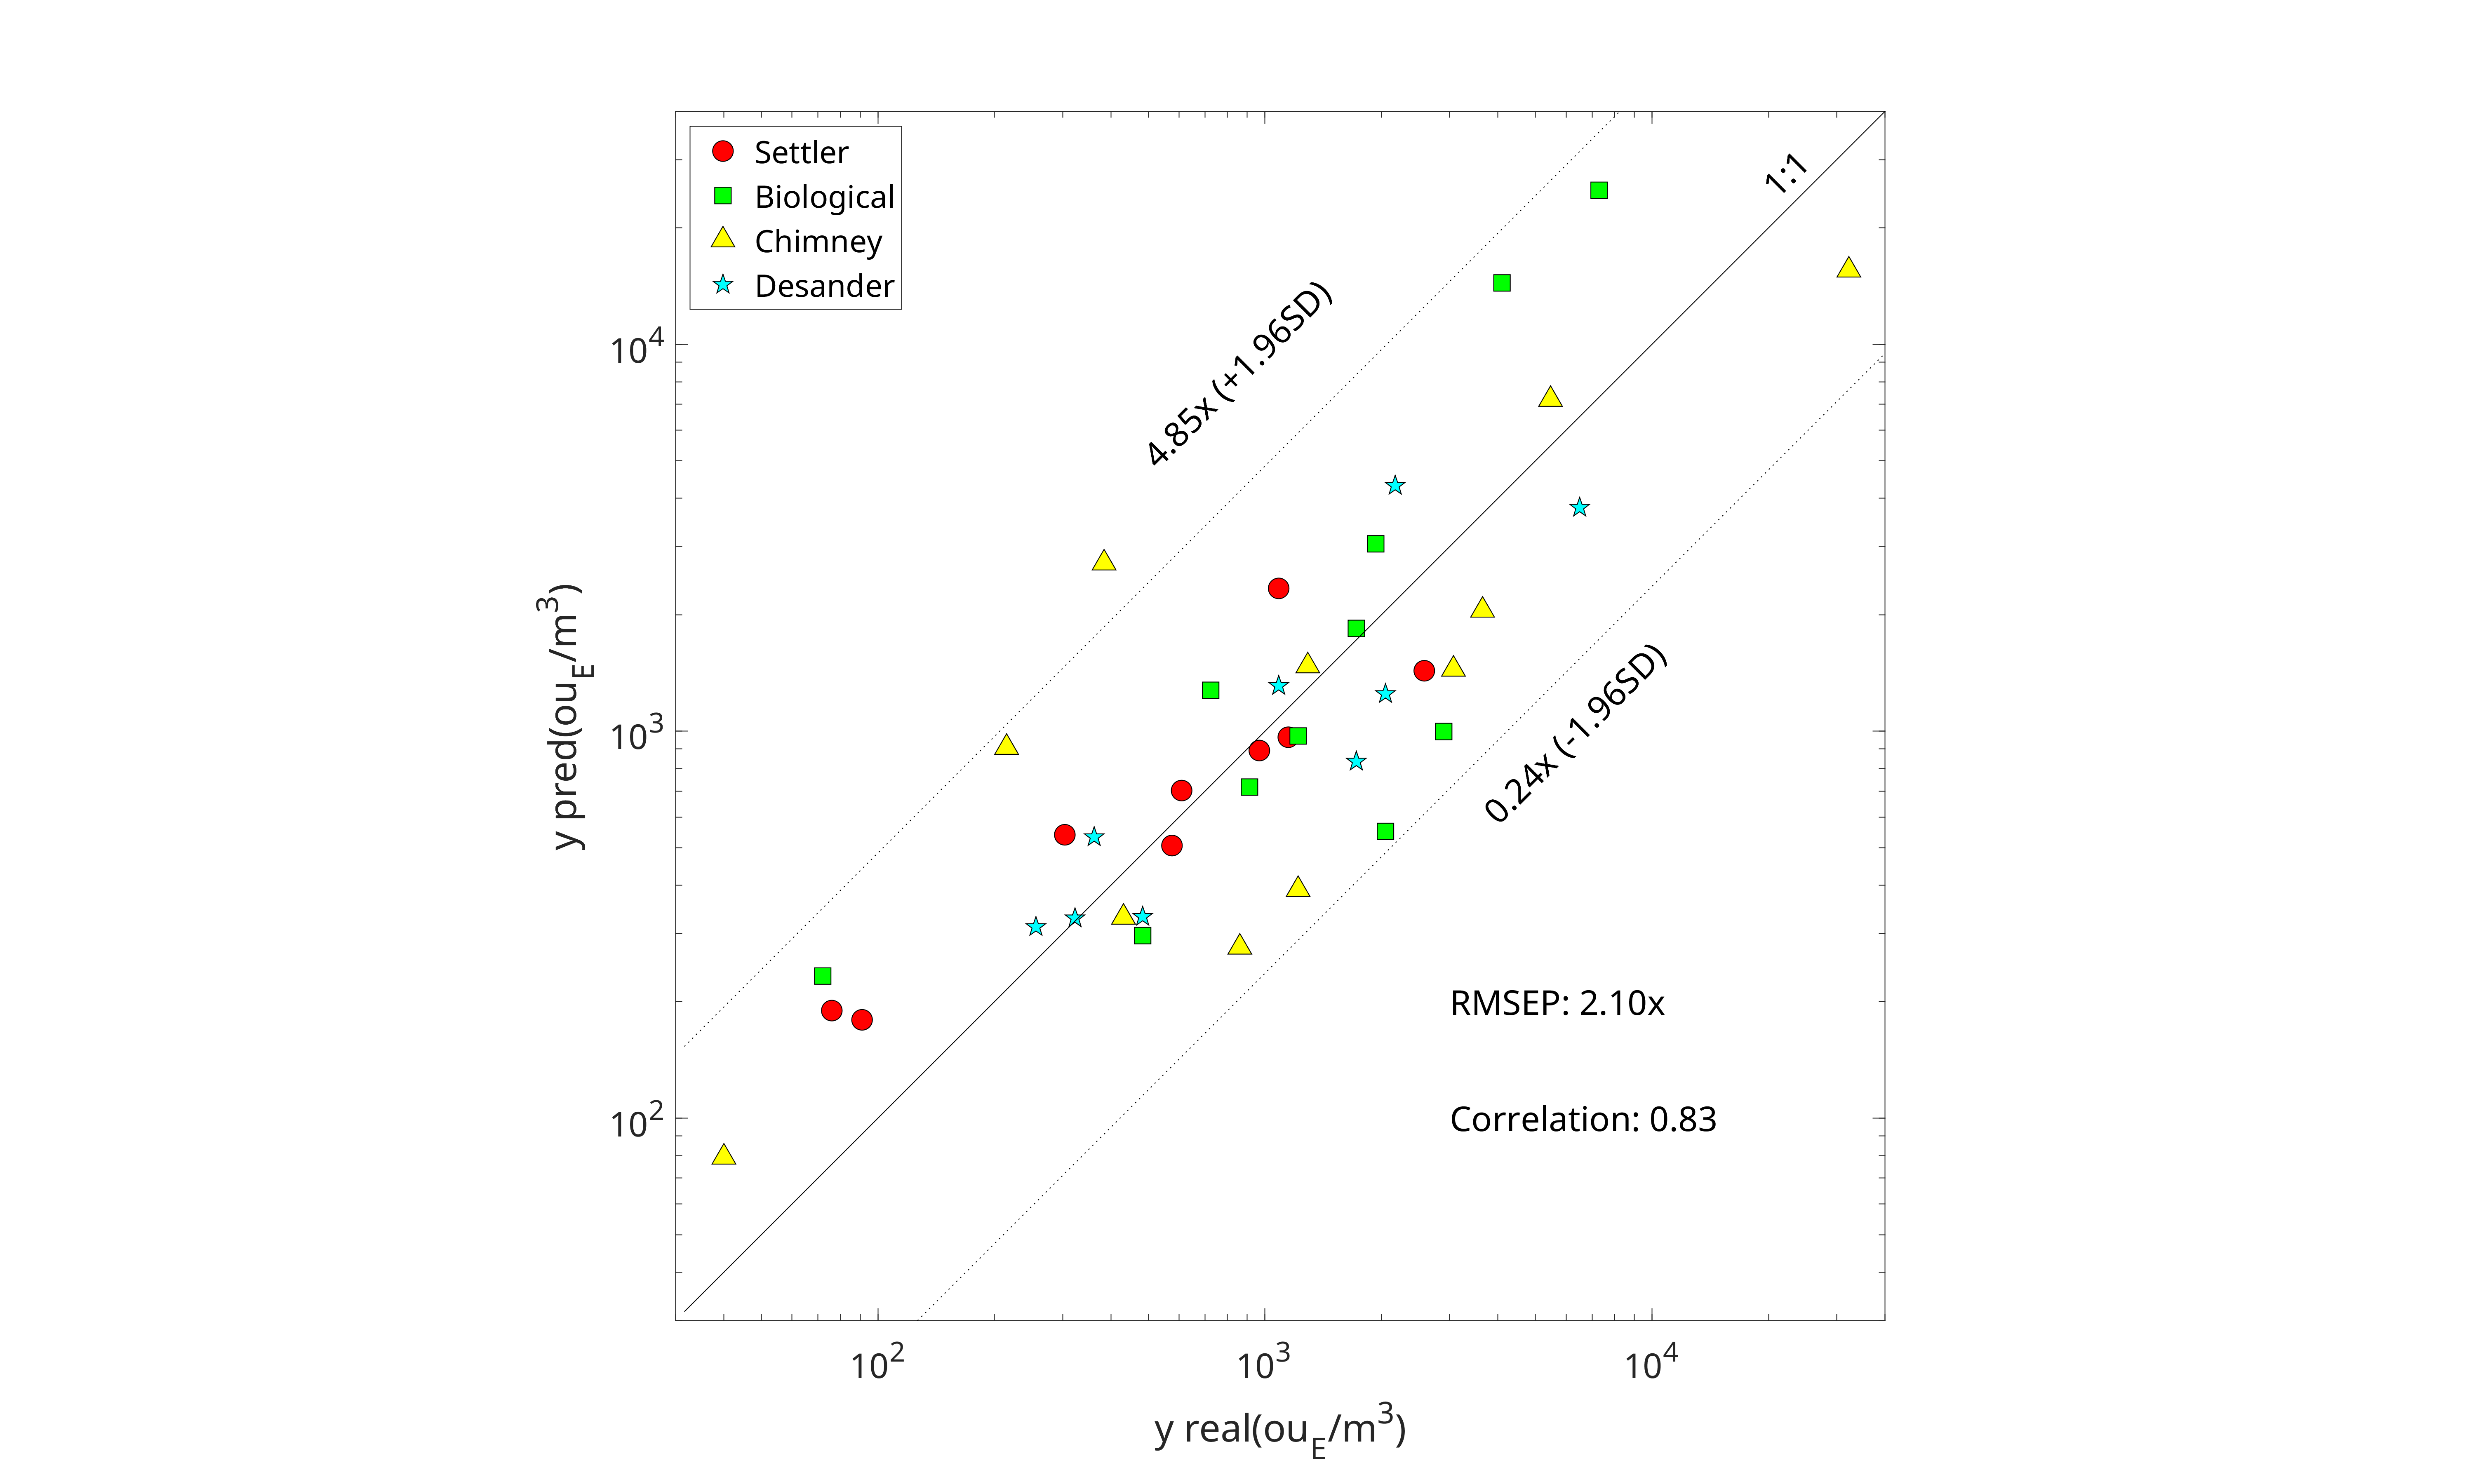 Settler
Biological
Chimney
Desander
1:1
4.85x (+1.96SD)
0.24x (-1.96SD))
RMSEP: 2.10x
Correlation: 0.83
10^4
10^3
10^2
y pred(ou_E/m^3)
10^2
10^3
10^4
y real(ou_E/m^3)